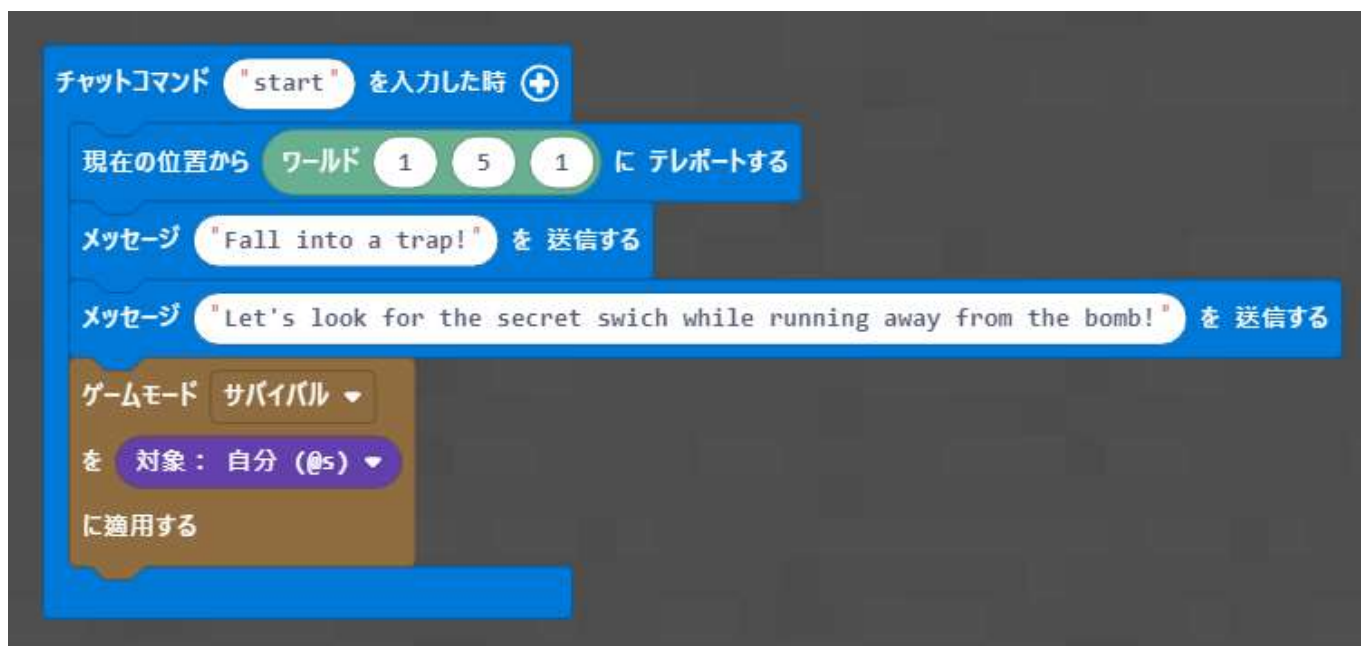 チャットコマンド "start" を入力した時
現在の位置から ワールド 1 5 1 に テレポートする
メッセージ "Fall into a trap!" を 送信する
メッセージ "Let's look for the secret swich while running away from the bomb!" を 送信する
ゲームモード サバイバル
を 対象： 自分 (@s)
に適用する